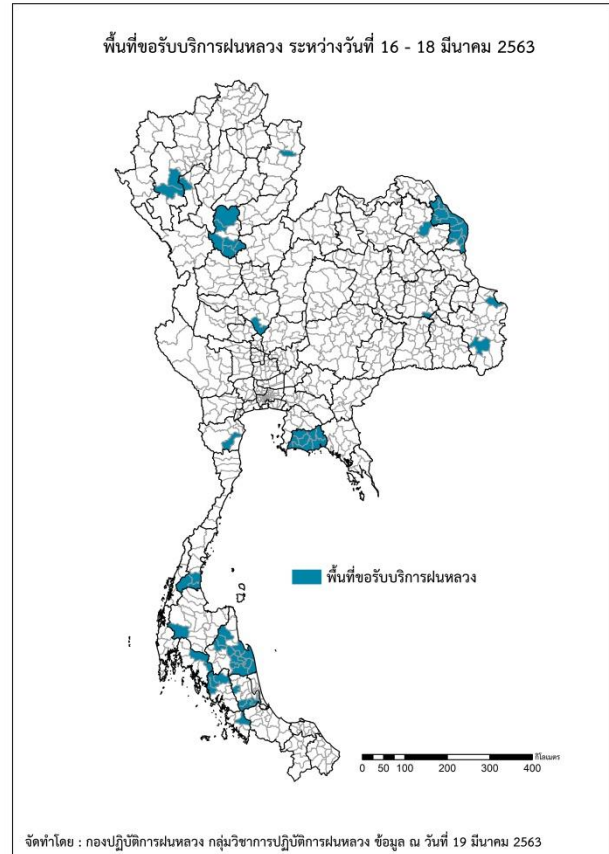 พื้นที่ขอรับบริการฝนหลวง ระหว่างวันที่ 16 - 18 มีนาคม 2563
พื้นที่ขอรับบริการฝนหลวง
กิโลเมตร
0 50 100 200 300 400
จัดทำโดย : กองปฏิบัติการฝนหลวง กลุ่มวิชาการปฏิบัติการฝนหลวง ข้อมูล ณ วันที่ 19 มีนาคม 2563